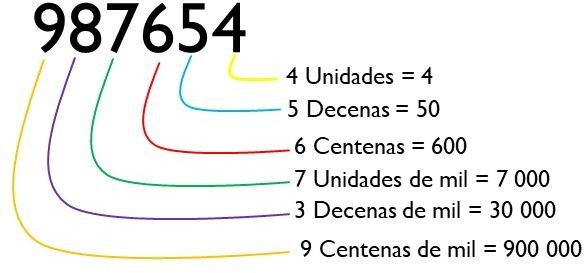 987654
4 Unidades = 4
5 Decenas = 50
6 Centenas = 600
7 Unidades de mil = 7 000
3 Decenas de mil = 30 000
9 Centenas de mil = 900 000